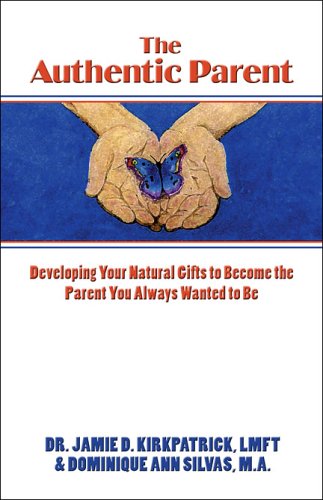 The
Authentic Parent
Developing Your Natural Gifts to Become the
Parent You Always Wanted to Be
DR. JAMIE D. KIRKPATRICK, LMFT
& DOMINIQUE ANN SILVAS, M.A.